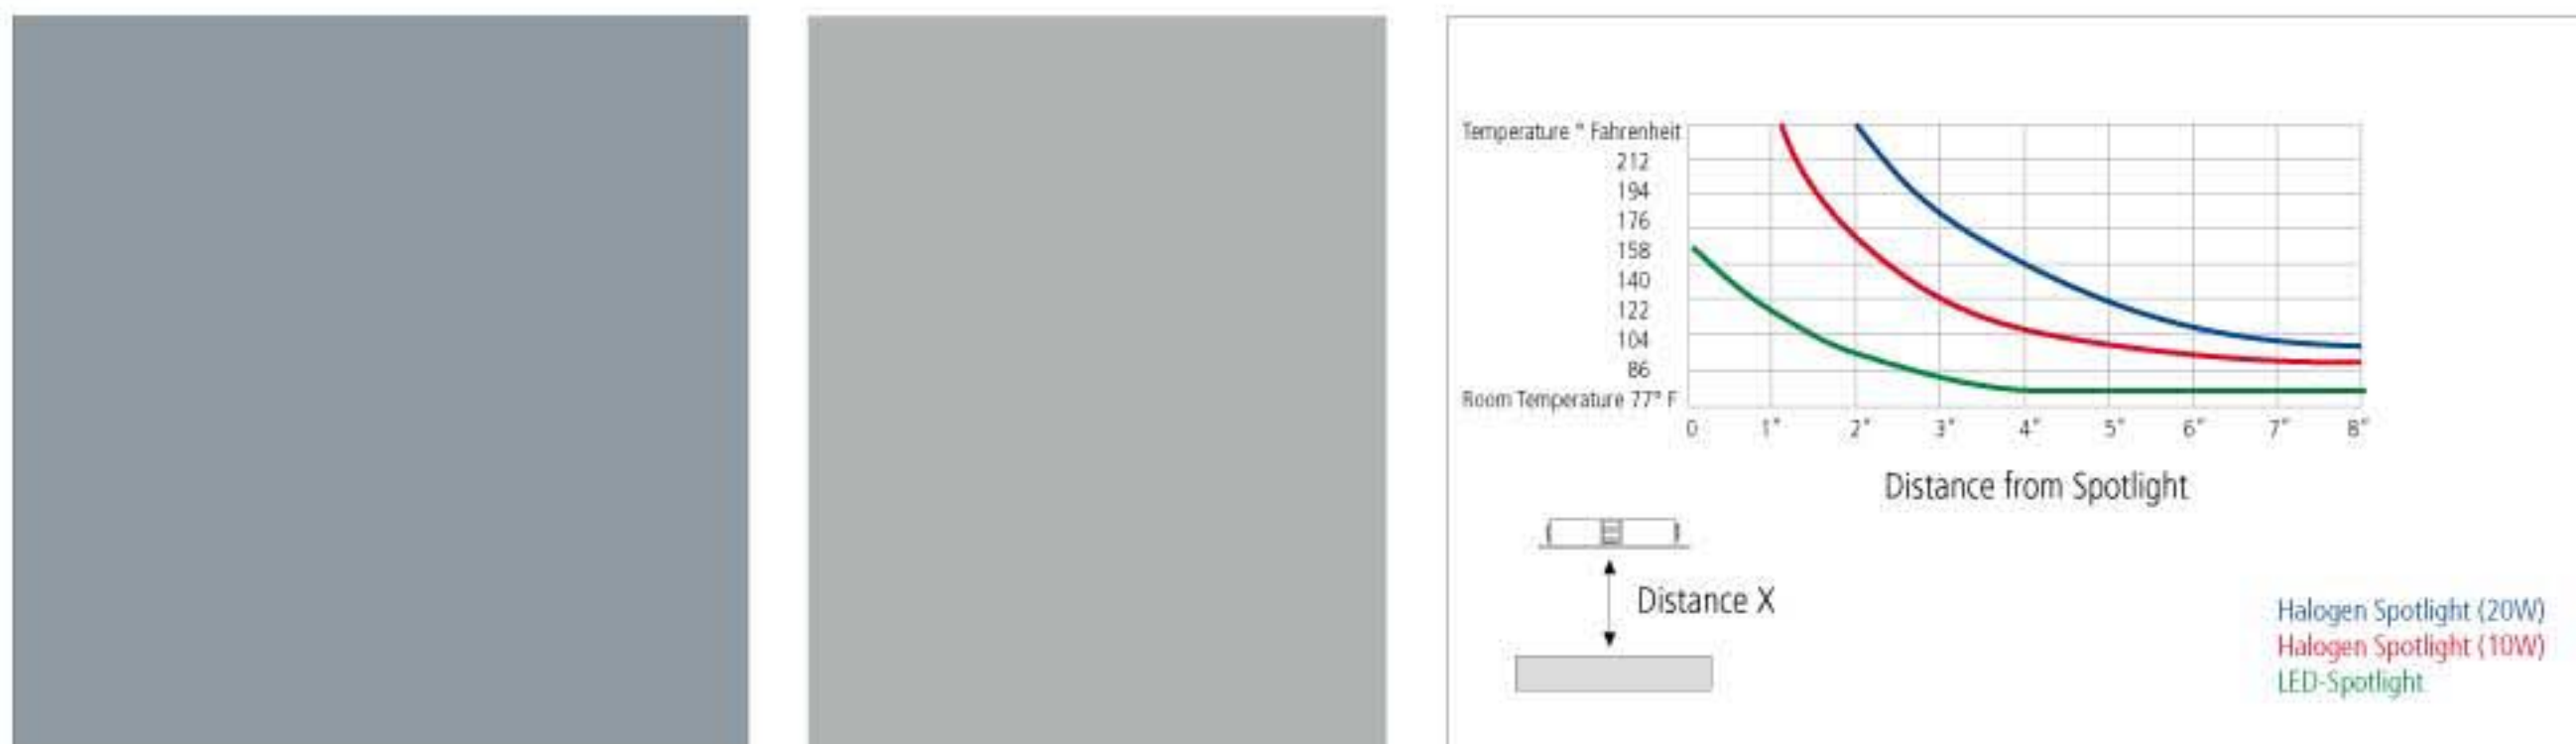 Temperature ° Fahrenheit
212
194
176
158
140
122
104
86
Room Temperature 77° F
0 1" 2" 3" 4" 5" 6" 7" 8"
Distance from Spotlight
Distance X
Halogen Spotlight (20W)
Halogen Spotlight (10W)
LED-Spotlight